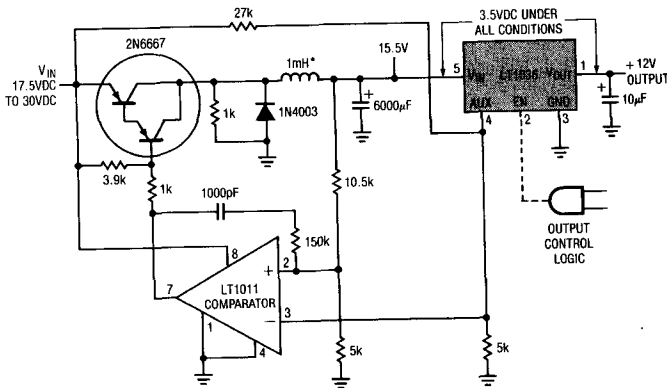 27k
3.5VDC UNDER
ALL CONDITIONS
2N6667
VIN
17.5VDC
TO 30VDC
1mH*
15.5V
5
VIN
LT1036
VOUT
1
+12V
OUTPUT
AUX
EN
GND
4
2
3
1k
1N4003
+
6000µF
+
10µF
3.9k
1k
1000pF
10.5k
150k
OUTPUT
CONTROL
LOGIC
8
7
+
2
LT1011
COMPARATOR
−
3
1
4
5k
5k